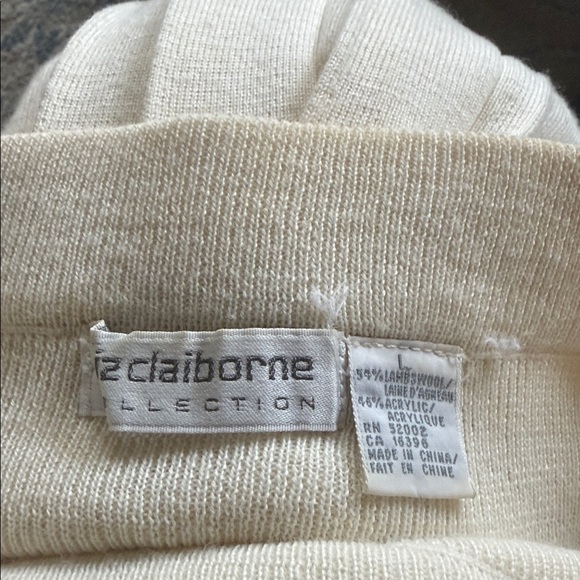 iz claiborne
OLLECTION
L
54% LAMBSWOOL/
LAINE D'AGNEAU
46% ACRYLIC/
ACRYLIQUE
RN 52002
CA 16396
MADE IN CHINA/
FAIT EN CHINE